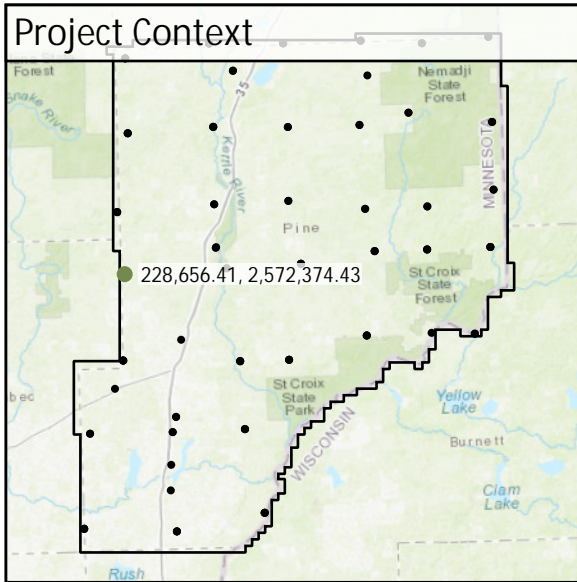 Project Context
Forest
Snake River
35
Nemadji
State
Forest
MINNESOTA
Kettle River
Pine
228,656.41, 2,572,374.43
St Croix
State
Forest
St Croix
State
Park
WISCONSIN
Yellow
Lake
bec
Burnett
Clam
Lake
Rush